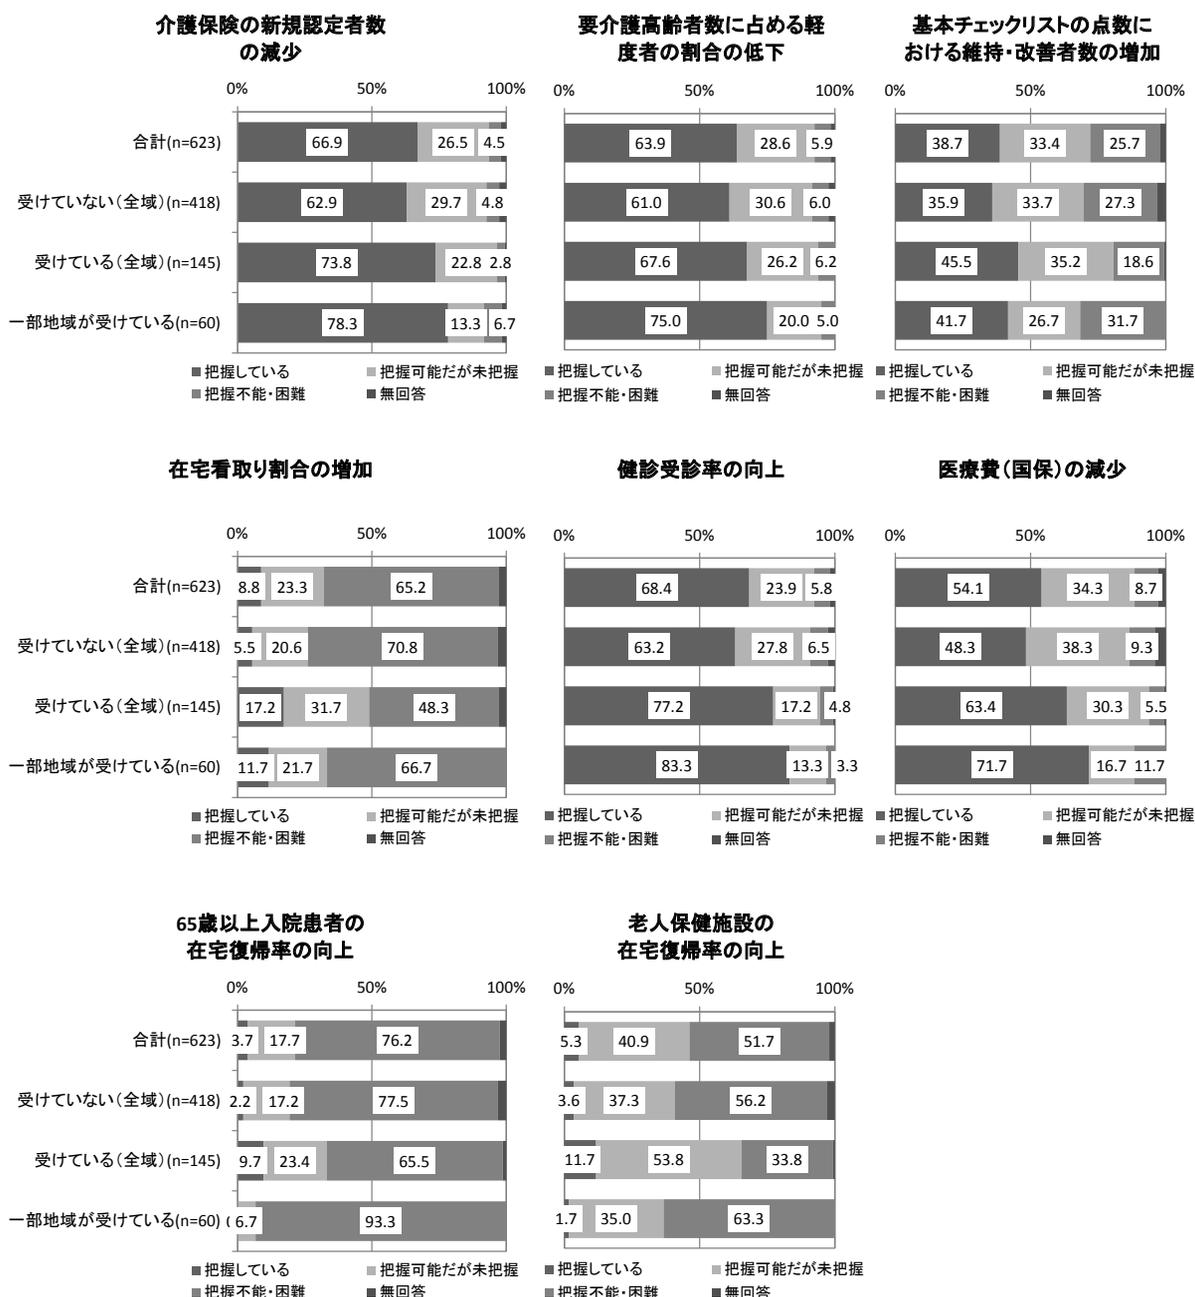 介護保険の新規認定者数
の減少
0% 50% 100%
合計(n=623) 66.9 26.5 4.5
受けていない（全域）(n=418) 62.9 29.7 4.8
受けている（全域）(n=145) 73.8 22.8 2.8
一部地域が受けている(n=60) 78.3 13.3 6.7
■把握している ■把握可能だが未把握
■把握不能・困難 ■無回答
要介護高齢者数に占める軽
度者の割合の低下
0% 50% 100%
63.9 28.6 5.9
61.0 30.6 6.0
67.6 26.2 6.2
75.0 20.0 5.0
■把握している ■把握可能だが未把握
■把握不能・困難 ■無回答
基本チェックリストの点数に
おける維持・改善者数の増加
0% 50% 100%
38.7 33.4 25.7
35.9 33.7 27.3
45.5 35.2 18.6
41.7 26.7 31.7
■把握している ■把握可能だが未把握
■把握不能・困難 ■無回答
在宅看取り割合の増加
0% 50% 100%
合計(n=623) 8.8 23.3 65.2
受けていない（全域）(n=418) 5.5 20.6 70.8
受けている（全域）(n=145) 17.2 31.7 48.3
一部地域が受けている(n=60) 11.7 21.7 66.7
■把握している ■把握可能だが未把握
■把握不能・困難 ■無回答
健診受診率の向上
0% 50% 100%
68.4 23.9 5.8
63.2 27.8 6.5
77.2 17.2 4.8
83.3 13.3 3.3
■把握している ■把握可能だが未把握
■把握不能・困難 ■無回答
医療費（国保）の減少
0% 50% 100%
54.1 34.3 8.7
48.3 38.3 9.3
63.4 30.3 5.5
71.7 16.7 11.7
■把握している ■把握可能だが未把握
■把握不能・困難 ■無回答
65歳以上入院患者の
在宅復帰率の向上
0% 50% 100%
合計(n=623) 3.7 17.7 76.2
受けていない（全域）(n=418) 2.2 17.2 77.5
受けている（全域）(n=145) 9.7 23.4 65.5
一部地域が受けている(n=60) 6.7 93.3
■把握している ■把握可能だが未把握
■把握不能・困難 ■無回答
老人保健施設の
在宅復帰率の向上
0% 50% 100%
5.3 40.9 51.7
3.6 37.3 56.2
11.7 53.8 33.8
1.7 35.0 63.3
■把握している ■把握可能だが未把握
■把握不能・困難 ■無回答